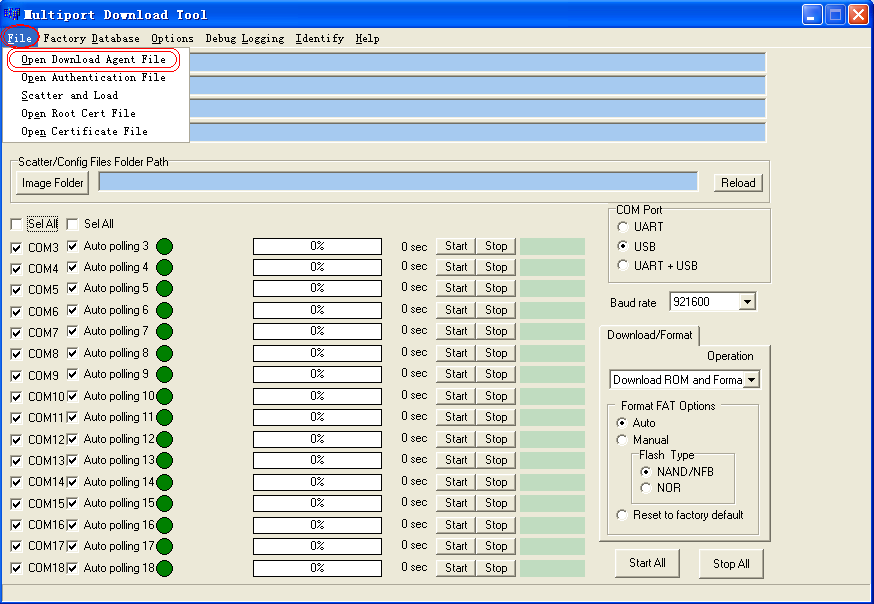 Multiport Download Tool
File Factory Database Options Debug Logging Identify Help
Open Download Agent File
Open Authentication File
Scatter and Load
Open Root Cert File
Open Certificate File
Scatter/Config Files Folder Path
Image Folder Reload
Sel All Sel All
COM3 Auto polling 3 0% 0 sec Start Stop
COM4 Auto polling 4 0% 0 sec Start Stop
COM5 Auto polling 5 0% 0 sec Start Stop
COM6 Auto polling 6 0% 0 sec Start Stop
COM7 Auto polling 7 0% 0 sec Start Stop
COM8 Auto polling 8 0% 0 sec Start Stop
COM9 Auto polling 9 0% 0 sec Start Stop
COM10 Auto polling 10 0% 0 sec Start Stop
COM11 Auto polling 11 0% 0 sec Start Stop
COM12 Auto polling 12 0% 0 sec Start Stop
COM13 Auto polling 13 0% 0 sec Start Stop
COM14 Auto polling 14 0% 0 sec Start Stop
COM15 Auto polling 15 0% 0 sec Start Stop
COM16 Auto polling 16 0% 0 sec Start Stop
COM17 Auto polling 17 0% 0 sec Start Stop
COM18 Auto polling 18 0% 0 sec Start Stop
COM Port
UART
USB
UART + USB
Baud rate 921600
Download/Format
Operation
Download ROM and Forma
Format FAT Options
Auto
Manual
Flash Type
NAND/NFB
NOR
Reset to factory default
Start All Stop All